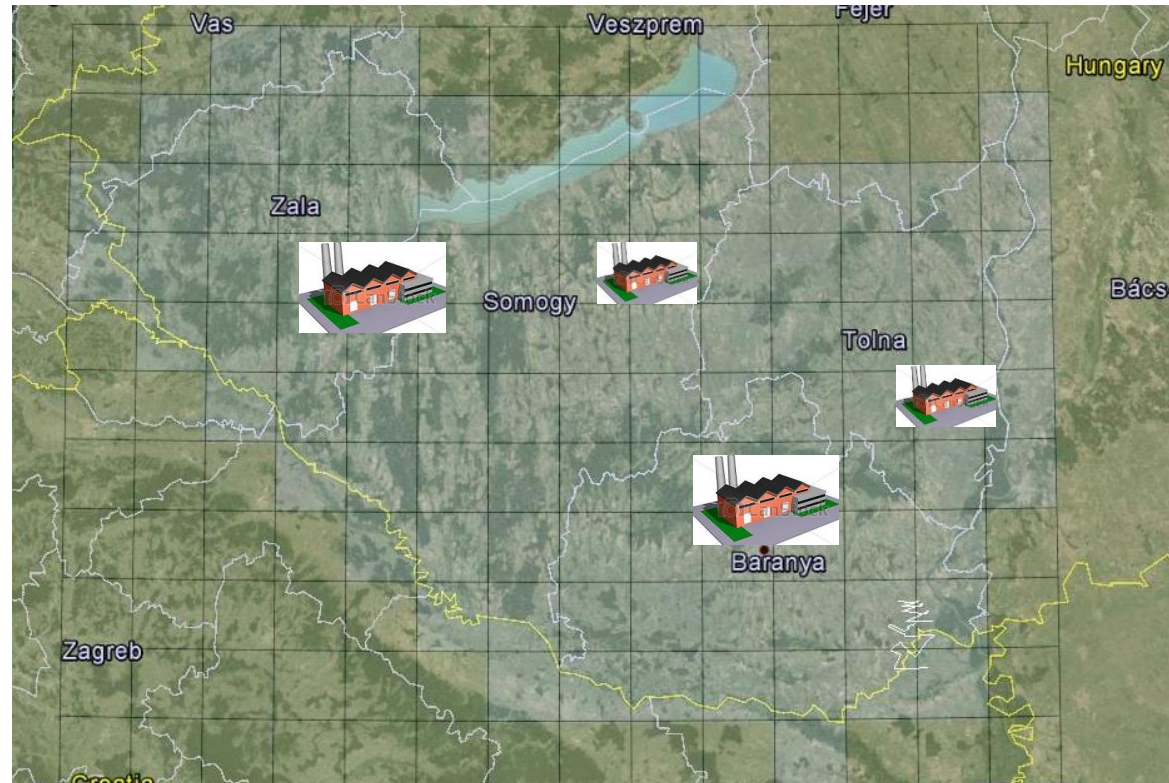 Vas
Veszprem
Fejer
Hungary
Zala
Somogy
Bács
Tolna
Baranya
Zagreb
Croatia